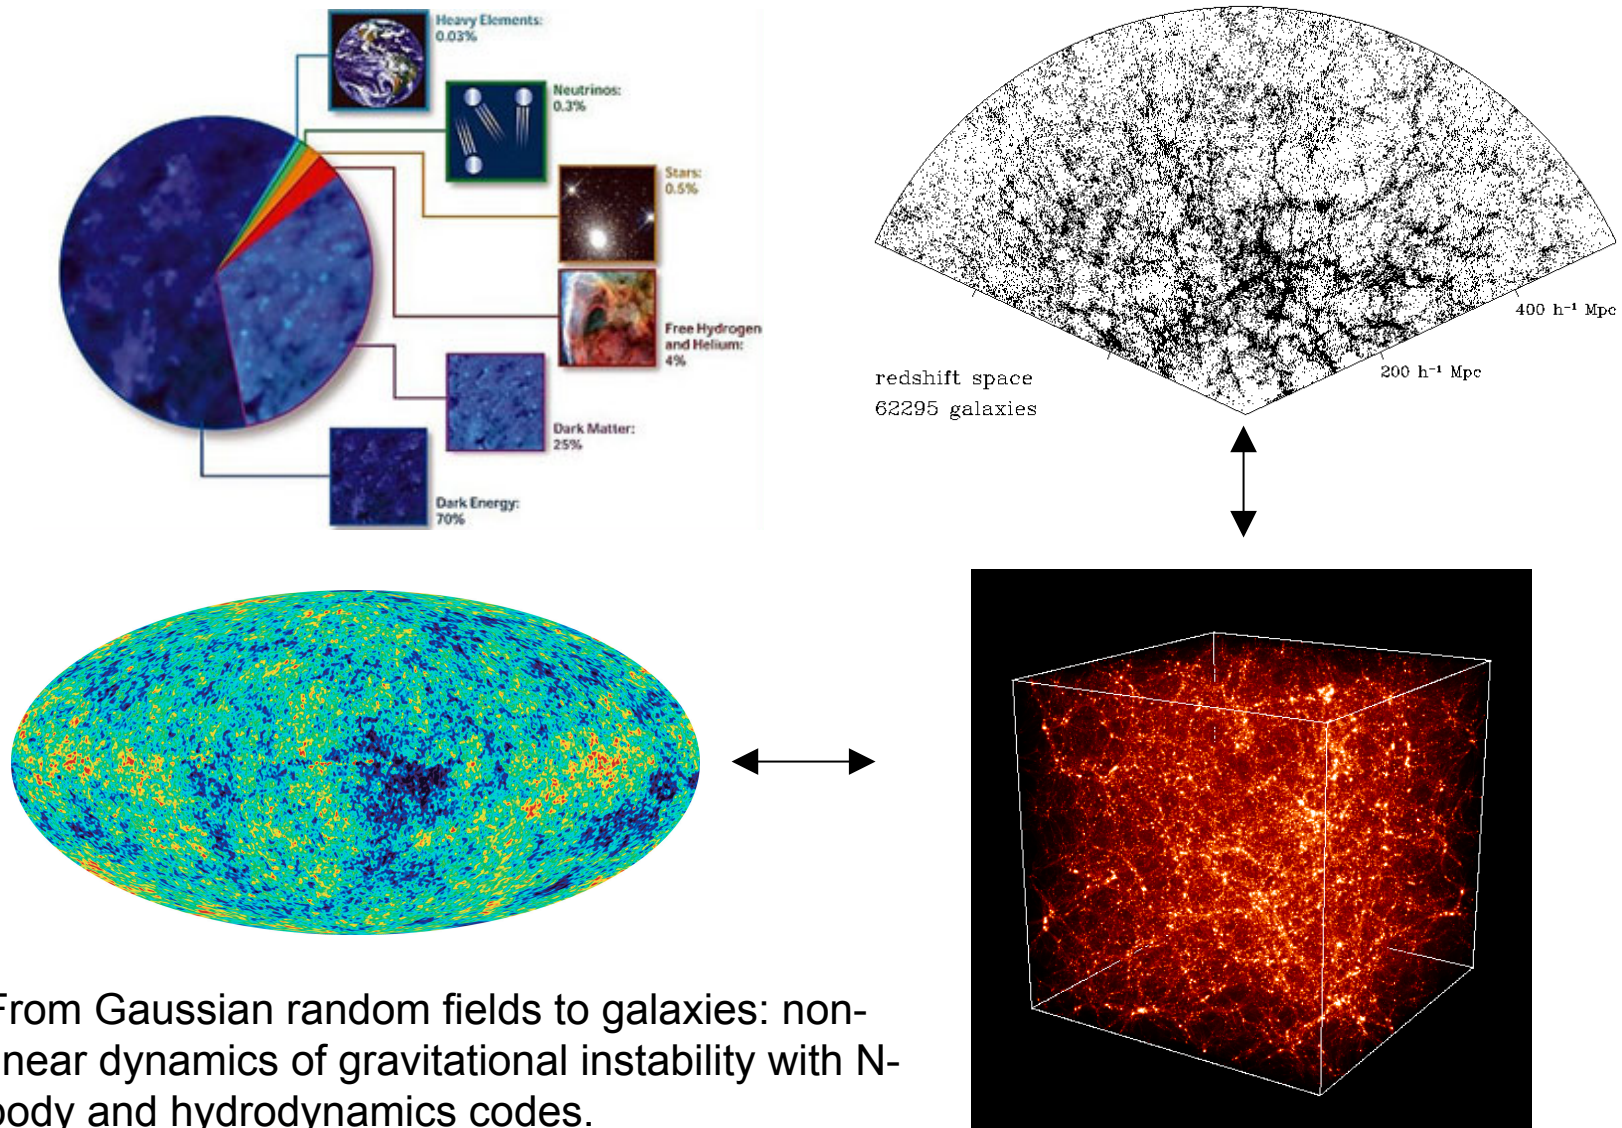 Heavy Elements:
0.03%
Neutrinos:
0.3%
Stars:
0.5%
Free Hydrogen
and Helium:
4%
Dark Matter:
25%
Dark Energy:
70%
400 h⁻¹ Mpc
200 h⁻¹ Mpc
redshift space
62295 galaxies
From Gaussian random fields to galaxies: non-
linear dynamics of gravitational instability with N-
body and hydrodynamics codes.